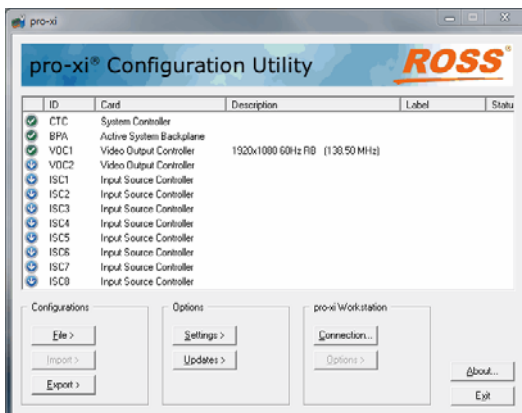 pro-xi
pro-xi® Configuration Utility
ROSS®
ID Card Description Label Statu
CTC System Controller
BPA Active System Backplane
VOC1 Video Output Controller 1920x1080 60Hz RB (138.50 MHz)
VOC2 Video Output Controller
ISC1 Input Source Controller
ISC2 Input Source Controller
ISC3 Input Source Controller
ISC4 Input Source Controller
ISC5 Input Source Controller
ISC6 Input Source Controller
ISC7 Input Source Controller
ISC8 Input Source Controller
Configurations Options pro-xi Workstation
File > Settings > Connection...
Import > Updates > Options >
Export > About...
Exit